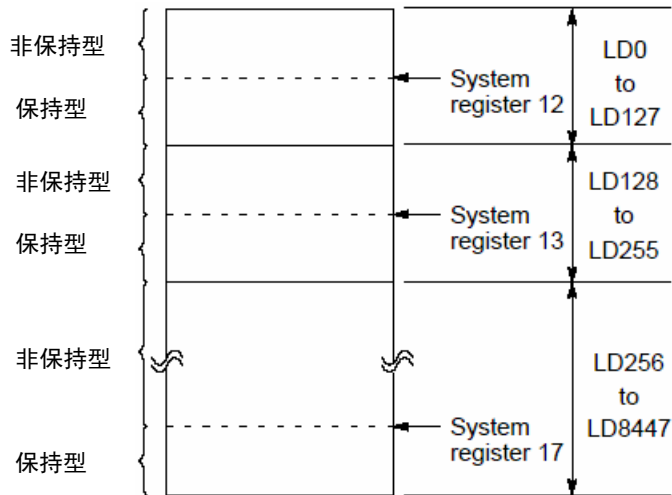 非保持型
保持型
System
register 12
LD0
to
LD127
非保持型
保持型
System
register 13
LD128
to
LD255
非保持型
保持型
System
register 17
LD256
to
LD8447